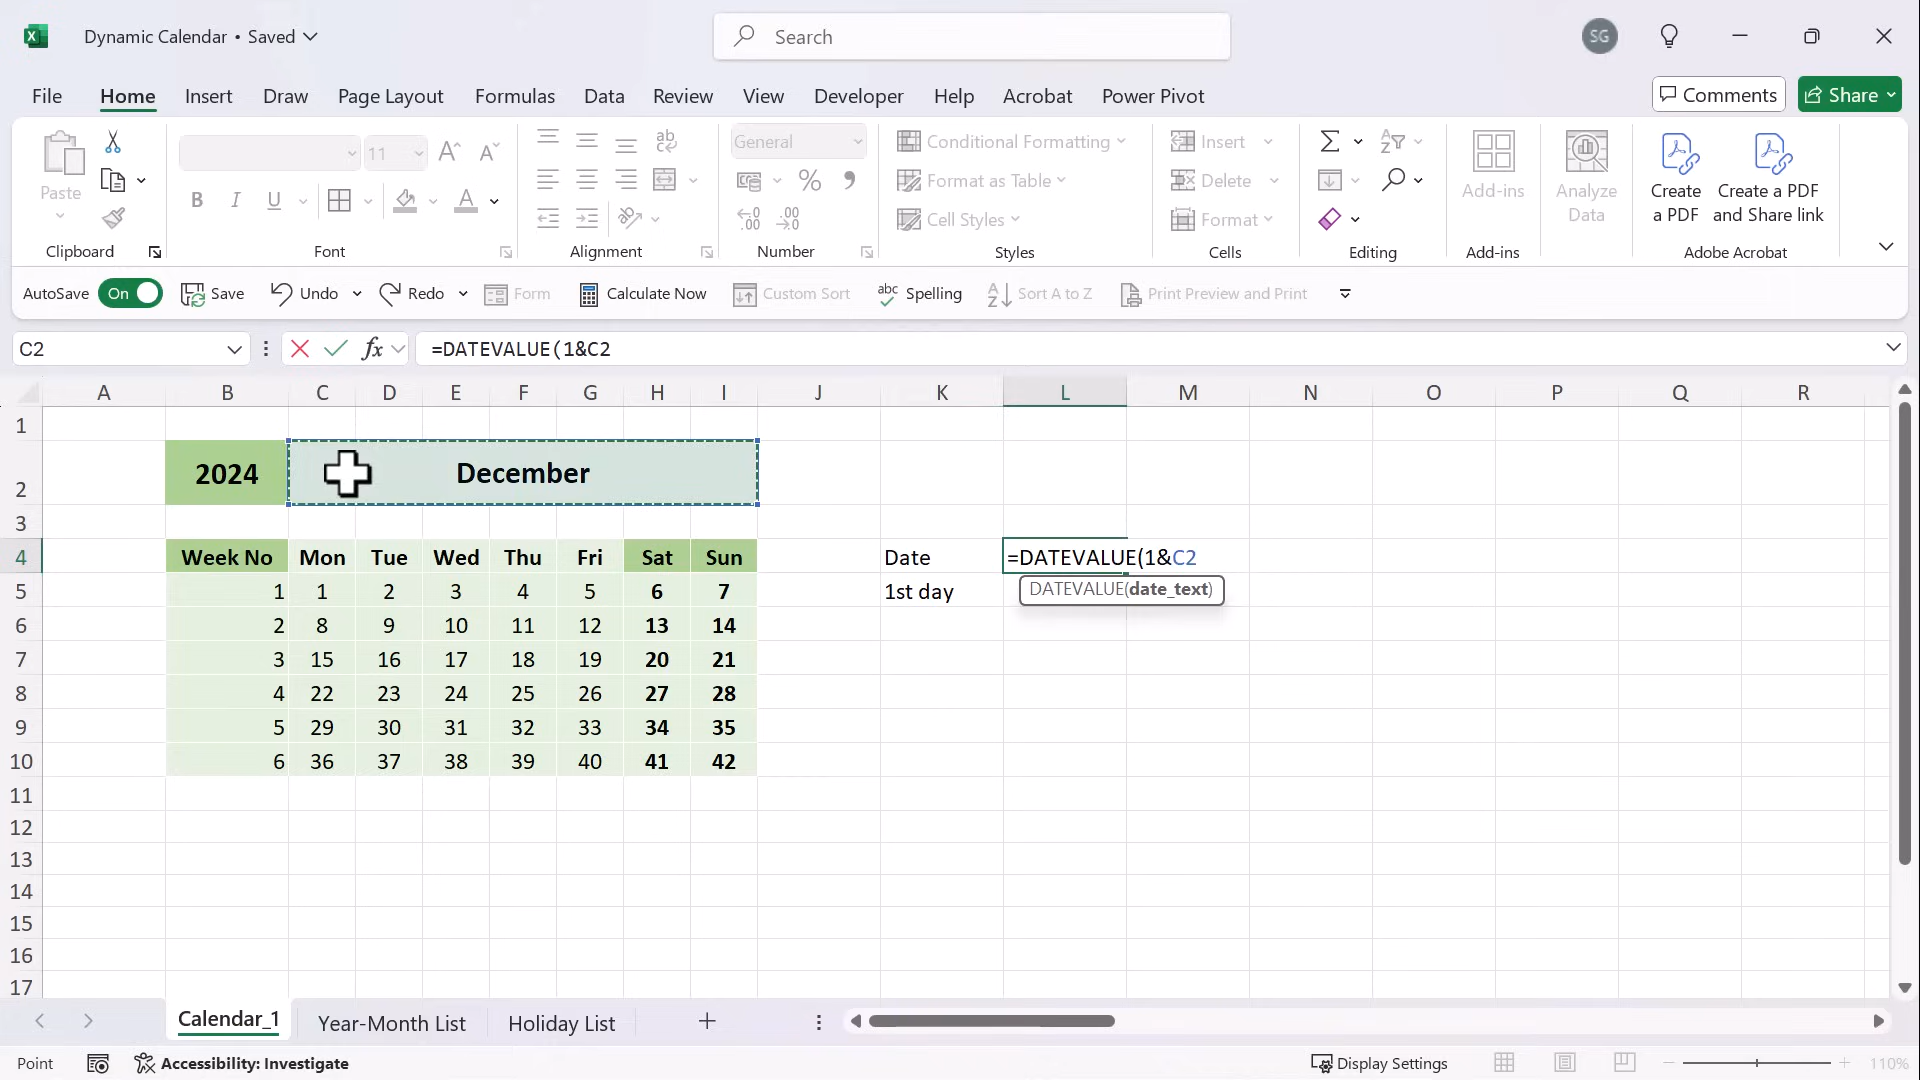 Dynamic Calendar • Saved
Search
SG
File Home Insert Draw Page Layout Formulas Data Review View Developer Help Acrobat Power Pivot
Comments Share
Paste
Clipboard
11
B I U
Font
ab
Alignment
General
% 9
Number
Conditional Formatting
Format as Table
Cell Styles
Styles
Insert
Delete
Format
Cells
Editing
Add-ins
Add-ins
Analyze
Data
Create
a PDF
Create a PDF
and Share link
Adobe Acrobat
AutoSave On Save Undo Redo Form Calculate Now Custom Sort Spelling Sort A to Z Print Preview and Print
C2 fx =DATEVALUE(1&C2
A B C D E F G H I J K L M N O P Q R
1
2 2024 December
3
4 Week No Mon Tue Wed Thu Fri Sat Sun Date =DATEVALUE(1&C2
5 1 1 2 3 4 5 6 7 1st day DATEVALUE(date_text)
6 2 8 9 10 11 12 13 14
7 3 15 16 17 18 19 20 21
8 4 22 23 24 25 26 27 28
9 5 29 30 31 32 33 34 35
10 6 36 37 38 39 40 41 42
11
12
13
14
15
16
17
Calendar_1 Year-Month List Holiday List
Point Accessibility: Investigate Display Settings 110%